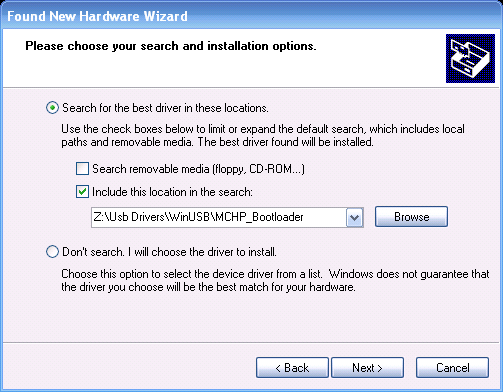 Found New Hardware Wizard
Please choose your search and installation options.
Search for the best driver in these locations.
Use the check boxes below to limit or expand the default search, which includes local
paths and removable media. The best driver found will be installed.
Search removable media (floppy, CD-ROM...)
Include this location in the search:
Z:\Usb Drivers\WinUSB\MCHP_Bootloader
Browse
Don't search. I will choose the driver to install.
Choose this option to select the device driver from a list. Windows does not guarantee that
the driver you choose will be the best match for your hardware.
< Back
Next >
Cancel